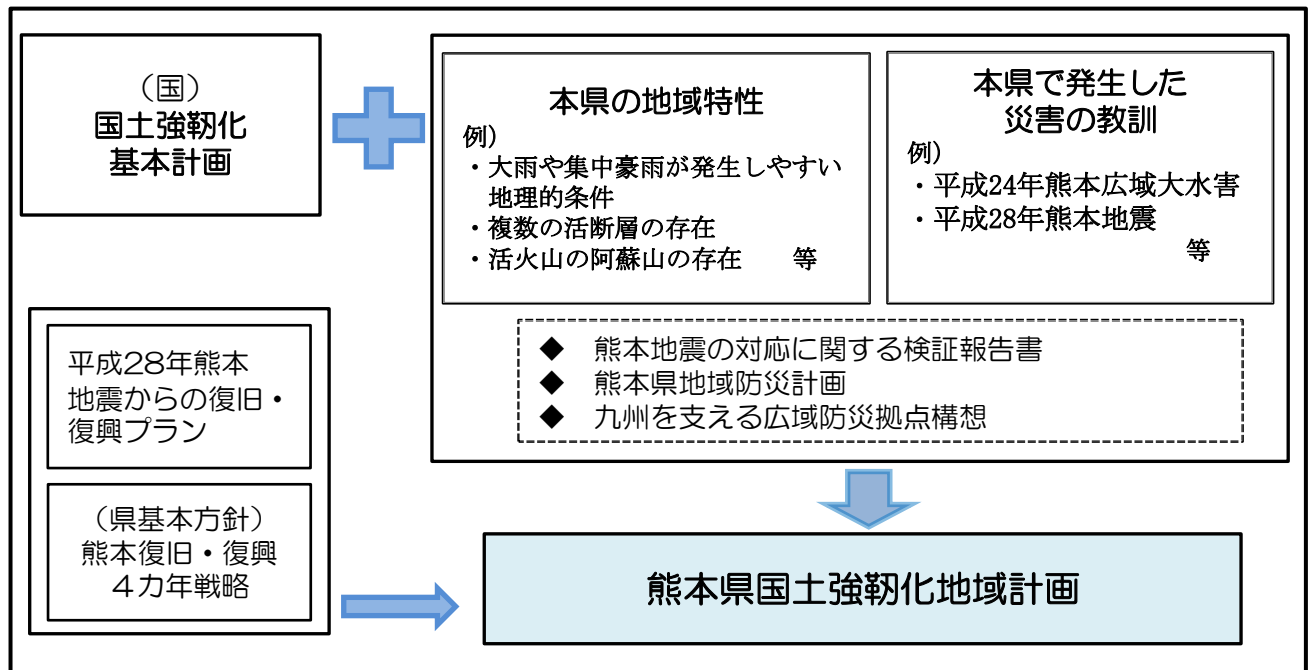 （国）
国土強靭化
基本計画
本県の地域特性
例）
・大雨や集中豪雨が発生しやすい
地理的条件
・複数の活断層の存在
・活火山の阿蘇山の存在　　等
本県で発生した
災害の教訓
例）
・平成24年熊本広域大水害
・平成28年熊本地震
等
◆　熊本地震の対応に関する検証報告書
◆　熊本県地域防災計画
◆　九州を支える広域防災拠点構想
平成28年熊本
地震からの復旧・
復興プラン
（県基本方針）
熊本復旧・復興
４カ年戦略
熊本県国土強靭化地域計画